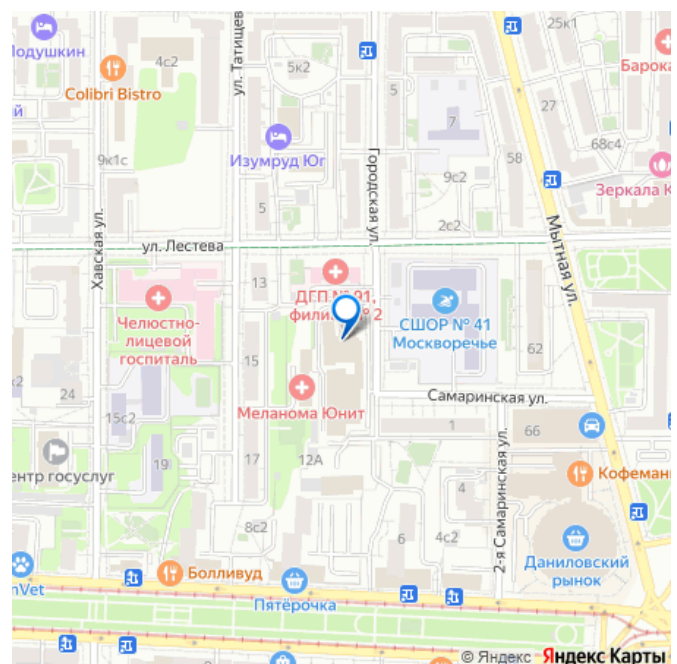 Подушкин
4с2
25к1
ул. Татищева
5к2
Барока
Colibri Bistro
5
27
7
68с4
Изумруд Юг
9к1с
58
9с2
Зеркала К
Городская ул.
5
2с2
Хавская ул.
ул. Лестева
Мытная ул.
13
ДГП № 91,
филиал № 2
Челюстно-
лицевой
госпиталь
СШОР № 41
Москворечье
15
62
24
Меланома Юнит
Самаринская ул.
15с2
1
66
центр госуслуг
19
17
12А
Кофемани
2-я Самаринская ул.
4
8с2
6
4с2
Даниловский
рынок
nVet
Болливуд
Пятёрочка
© Яндекс Яндекс Карты